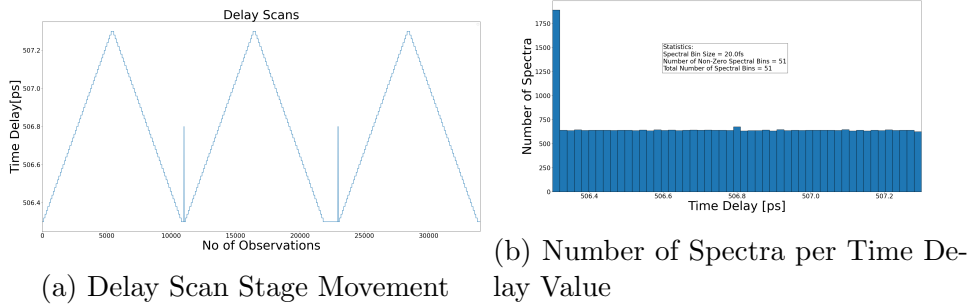 Delay Scans
Time Delay[ps]
507.2
507.0
506.8
506.6
506.4
0
5000
10000
15000
20000
25000
30000
No of Observations
(a) Delay Scan Stage Movement
Number of Spectra
1750
1500
1250
1000
750
500
250
0
Statistics:
Spectral Bin Size = 20.0fs
Number of Non-Zero Spectral Bins = 51
Total Number of Spectral Bins = 51
506.4
506.6
506.8
507.0
507.2
Time Delay [ps]
(b) Number of Spectra per Time De-
lay Value